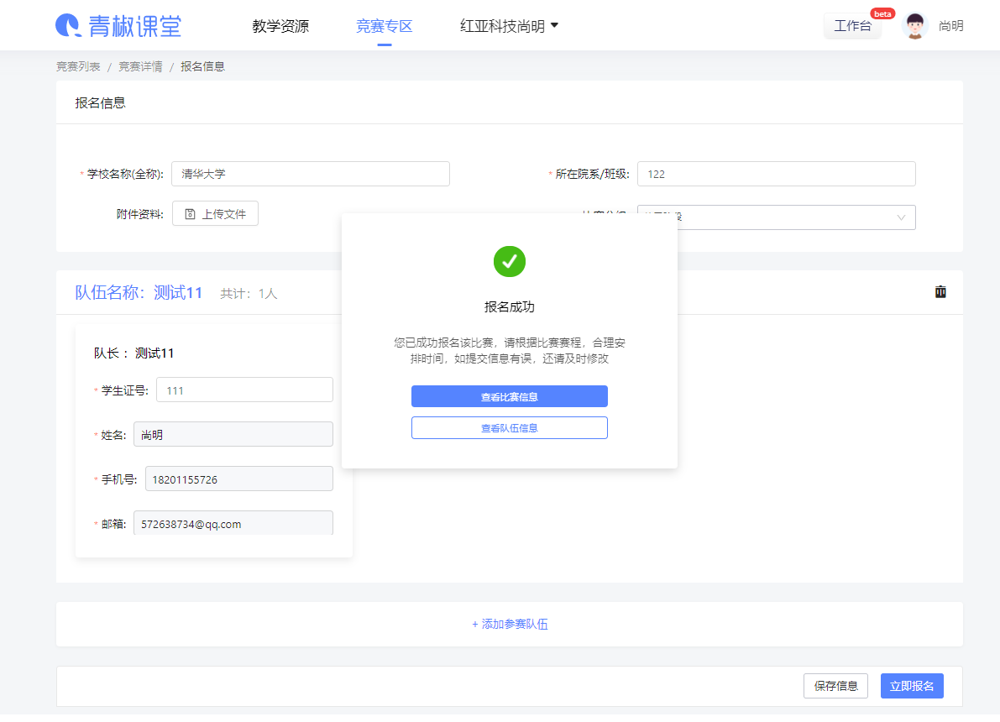 青椒课堂
教学资源
竞赛专区
红亚科技尚明
工作台
beta
尚明
竞赛列表 / 竞赛详情 / 报名信息
报名信息
* 学校名称(全称): 清华大学
* 所在院系/班级: 122
附件资料: 上传文件
队伍名称: 测试11 共计: 1人
队长 : 测试11
* 学生证号: 111
* 姓名: 尚明
* 手机号: 18201155726
* 邮箱: 572638734@qq.com
报名成功
您已成功报名该比赛，请根据比赛赛程，合理安
排时间，如提交信息有误，还请及时修改
查看比赛信息
查看队伍信息
+ 添加参赛队伍
保存信息
立即报名